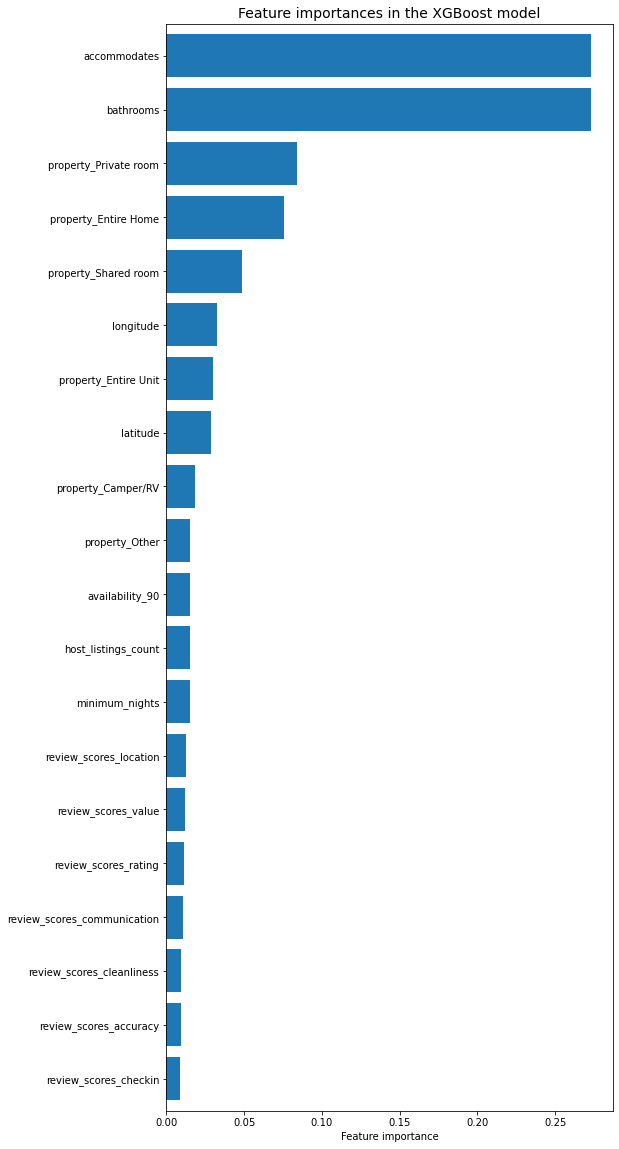 Feature importances in the XGBoost model
accommodates
bathrooms
property_Private room
property_Entire Home
property_Shared room
longitude
property_Entire Unit
latitude
property_Camper/RV
property_Other
availability_90
host_listings_count
minimum_nights
review_scores_location
review_scores_value
review_scores_rating
review_scores_communication
review_scores_cleanliness
review_scores_accuracy
review_scores_checkin
0.00 0.05 0.10 0.15 0.20 0.25
Feature importance